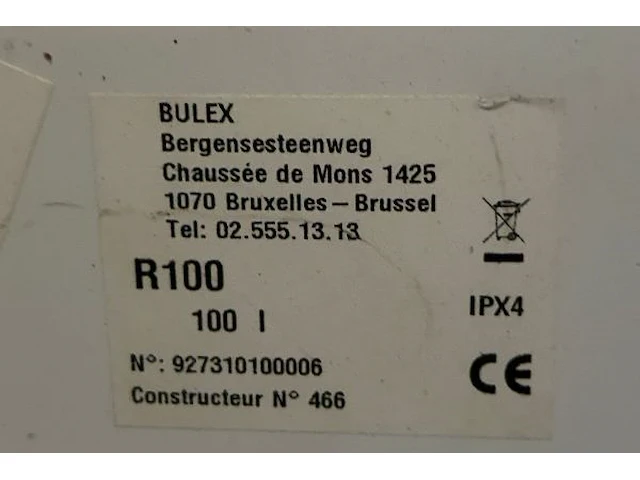 BULEX
Bergensesteenweg
Chaussée de Mons 1425
1070 Bruxelles – Brussel
Tel: 02.555.13.13
R100
100 l
IPX4
N°: 927310100006
Constructeur N° 466
CE